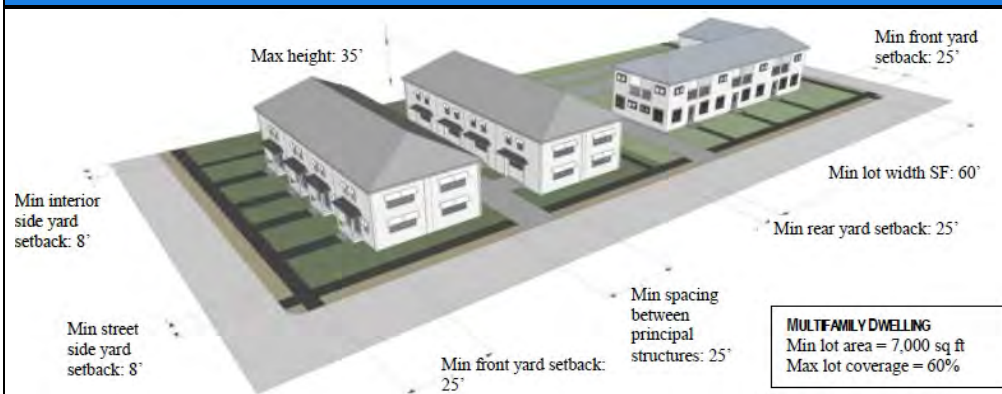 Max height: 35’
Min front yard
setback: 25’
Min lot width SF: 60’
Min interior
side yard
setback: 8’
Min rear yard setback: 25’
Min spacing
between
principal
structures: 25’
Min street
side yard
setback: 8’
Min front yard setback:
25’
MULTIFAMILY DWELLING
Min lot area = 7,000 sq ft
Max lot coverage = 60%